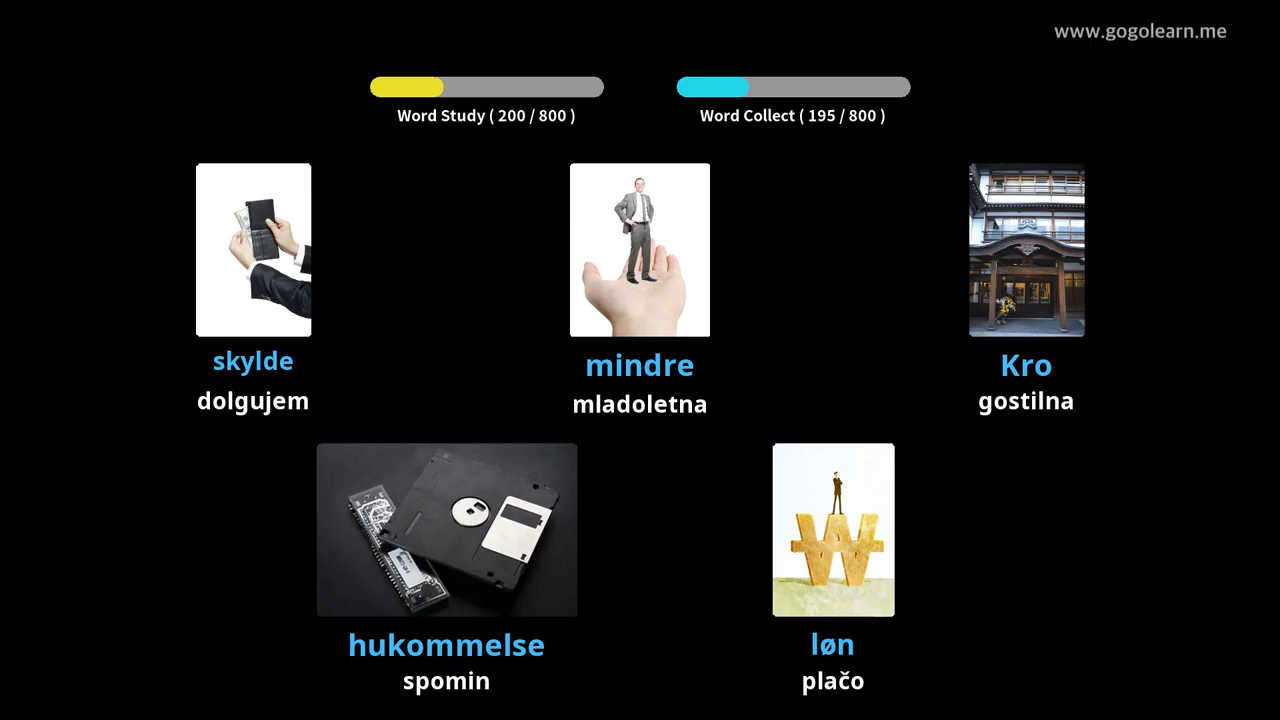 www.gogolearn.me
Word Study ( 200 / 800 )
Word Collect ( 195 / 800 )
skylde
dolgujem
mindre
mladoletna
Kro
gostilna
hukommelse
spomin
løn
plačo